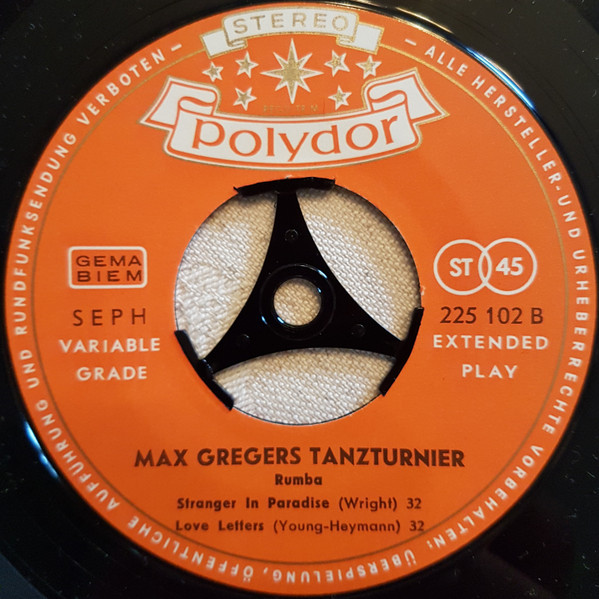 STEREO
polydor
GEMA
BIEM
SEPH
VARIABLE
GRADE
ST 45
225 102 B
EXTENDED
PLAY
MAX GREGERS TANZTURNIER
Rumba
Stranger In Paradise (Wright) 32
Love Letters (Young-Heymann) 32
– ALLE HERSTELLER- UND URHEBERRECHTE VORBEHALTEN: ÜBERSPIELUNG, ÖFFENTLICHE AUFFÜHRUNG UND RUNDFUNKSENDUNG VERBOTEN –